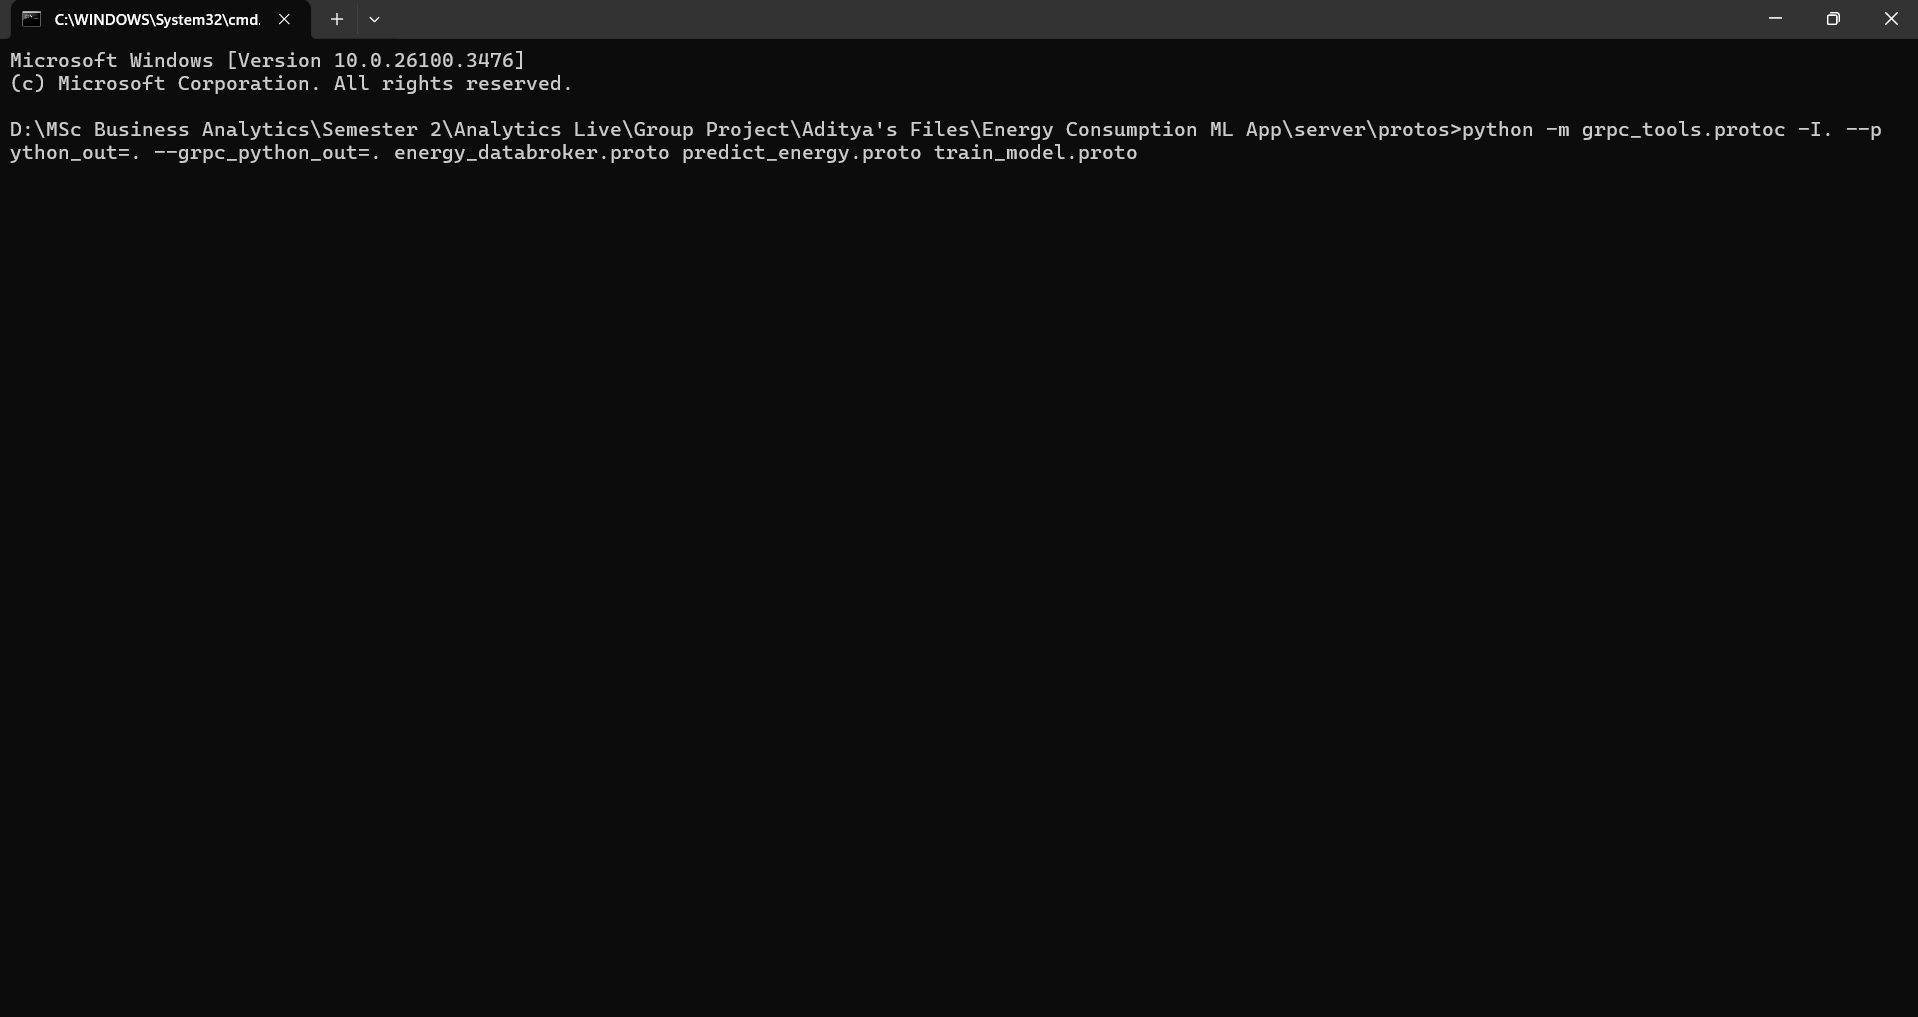 C:\WINDOWS\System32\cmd.
Microsoft Windows [Version 10.0.26100.3476]
(c) Microsoft Corporation. All rights reserved.
D:\MSc Business Analytics\Semester 2\Analytics Live\Group Project\Aditya's Files\Energy Consumption ML App\server\protos>python -m grpc_tools.protoc -I. --p
ython_out=. --grpc_python_out=. energy_databroker.proto predict_energy.proto train_model.proto